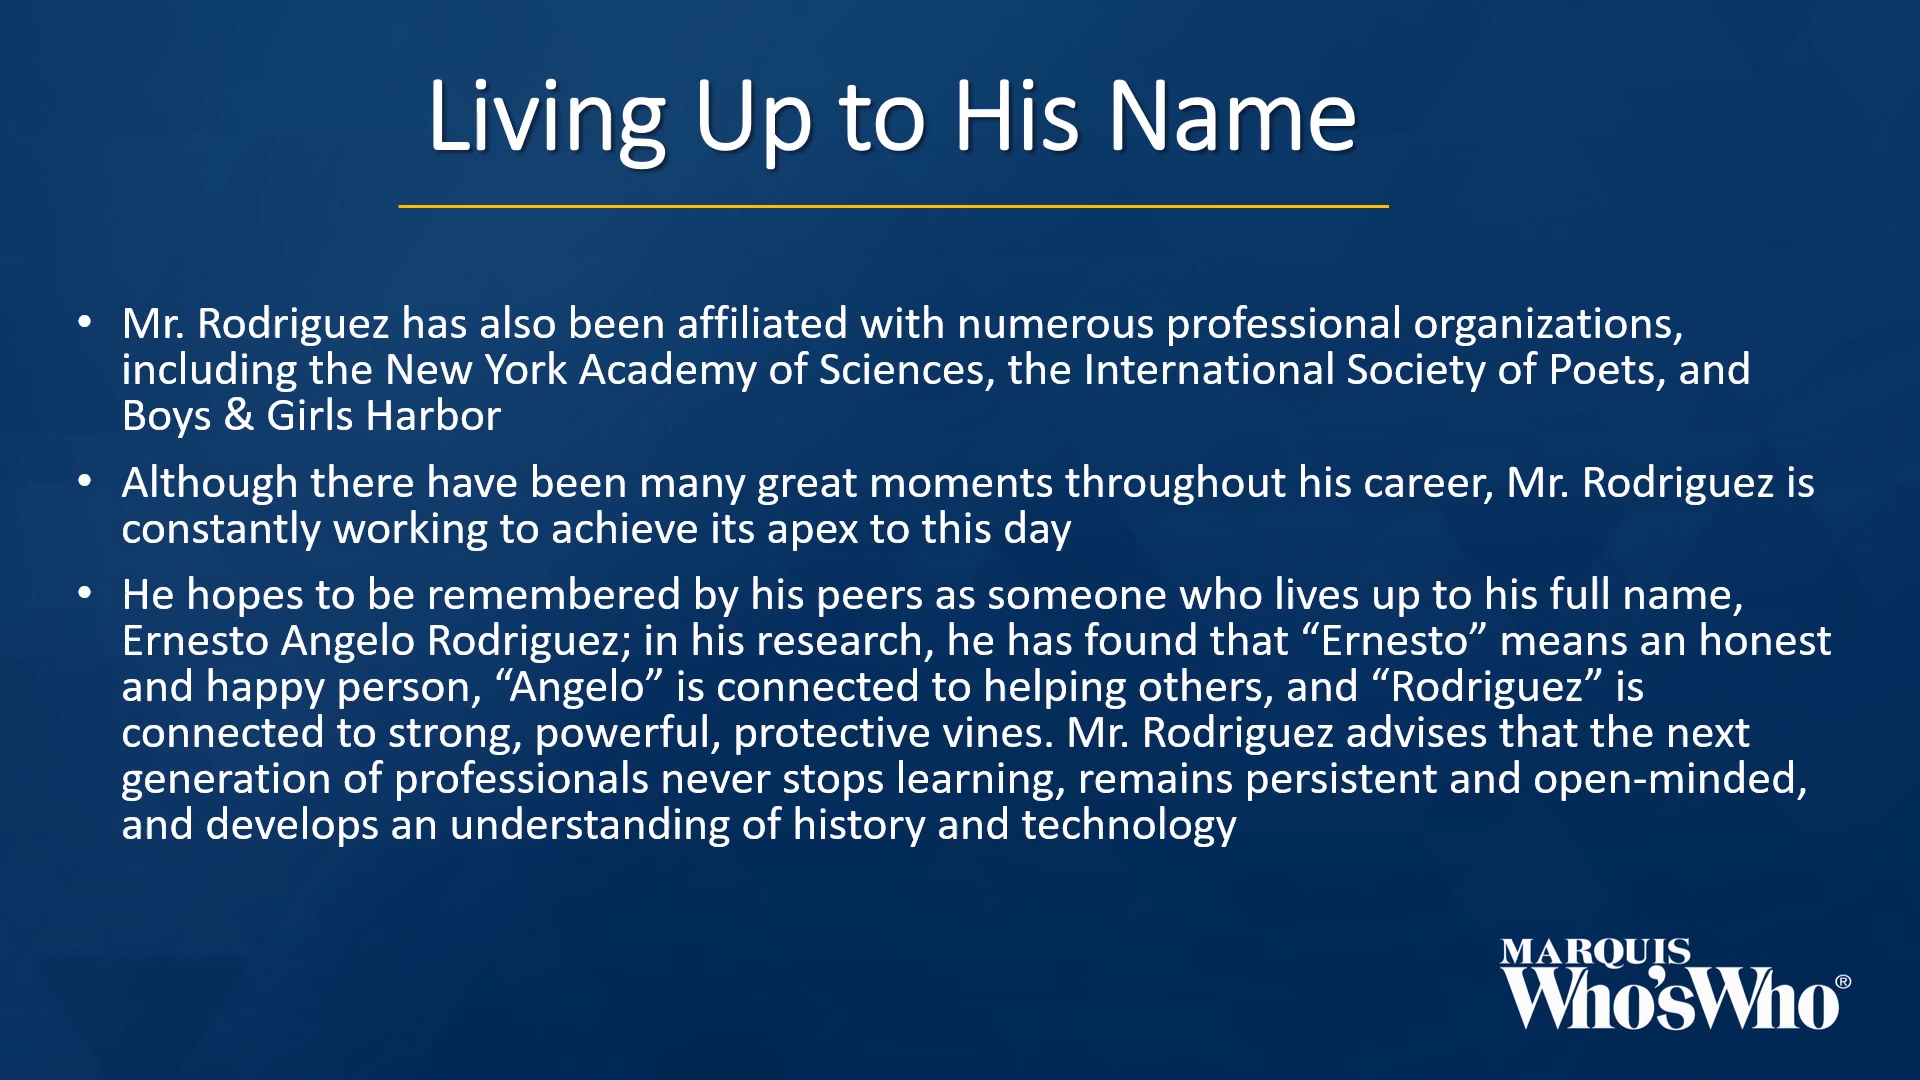 Living Up to His Name
• Mr. Rodriguez has also been affiliated with numerous professional organizations,
including the New York Academy of Sciences, the International Society of Poets, and
Boys & Girls Harbor
• Although there have been many great moments throughout his career, Mr. Rodriguez is
constantly working to achieve its apex to this day
• He hopes to be remembered by his peers as someone who lives up to his full name,
Ernesto Angelo Rodriguez; in his research, he has found that “Ernesto” means an honest
and happy person, “Angelo” is connected to helping others, and “Rodriguez” is
connected to strong, powerful, protective vines. Mr. Rodriguez advises that the next
generation of professionals never stops learning, remains persistent and open-minded,
and develops an understanding of history and technology
MARQUIS
Who'sWho®